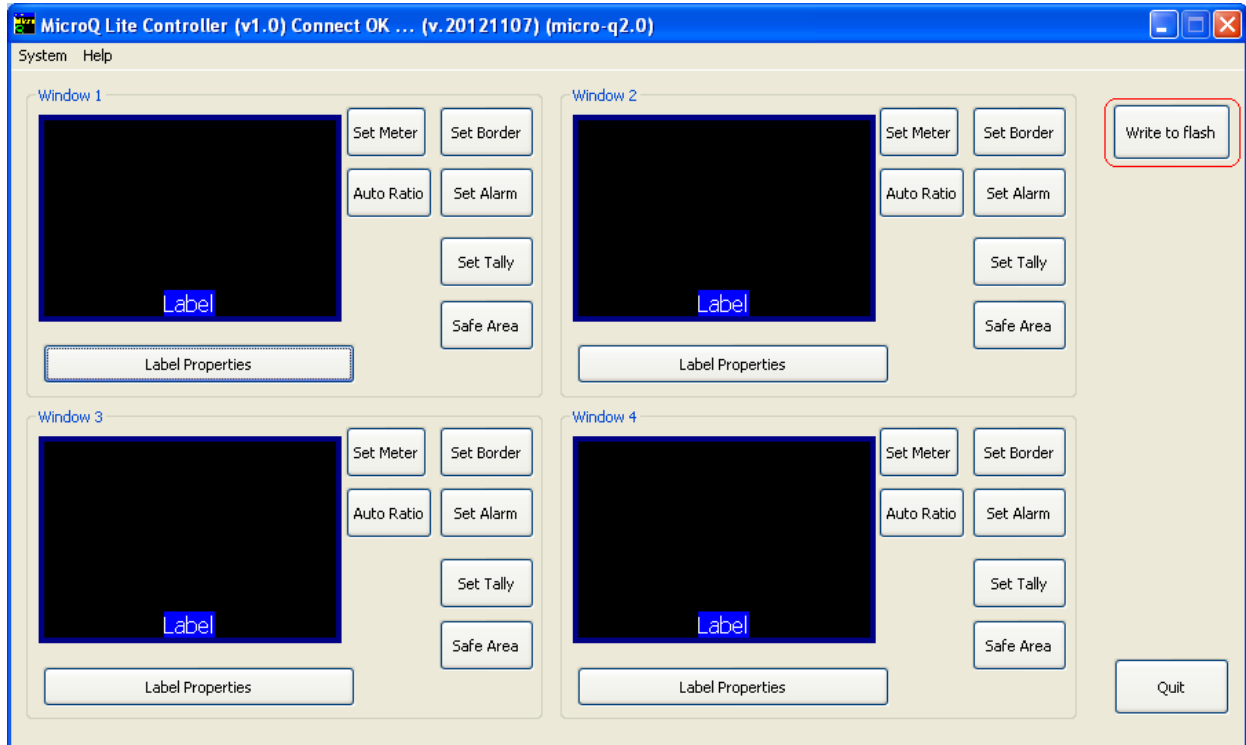 MicroQ Lite Controller (v1.0) Connect OK ... (v.20121107) (micro-q2.0)
System Help
Window 1
Set Meter Set Border
Auto Ratio Set Alarm
Set Tally
Label
Safe Area
Label Properties
Window 2
Set Meter Set Border
Auto Ratio Set Alarm
Set Tally
Label
Safe Area
Label Properties
Write to flash
Window 3
Set Meter Set Border
Auto Ratio Set Alarm
Set Tally
Label
Safe Area
Label Properties
Window 4
Set Meter Set Border
Auto Ratio Set Alarm
Set Tally
Label
Safe Area
Label Properties
Quit